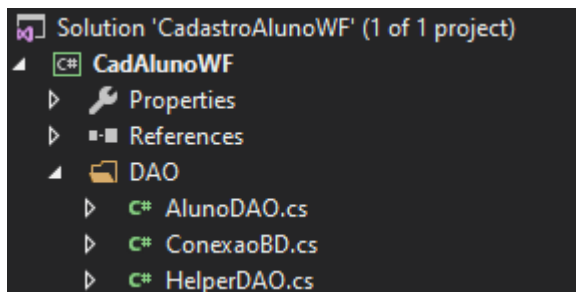 Solution 'CadastroAlunoWF' (1 of 1 project)
C# CadAlunoWF
Properties
References
DAO
C# AlunoDAO.cs
C# ConexaoBD.cs
C# HelperDAO.cs